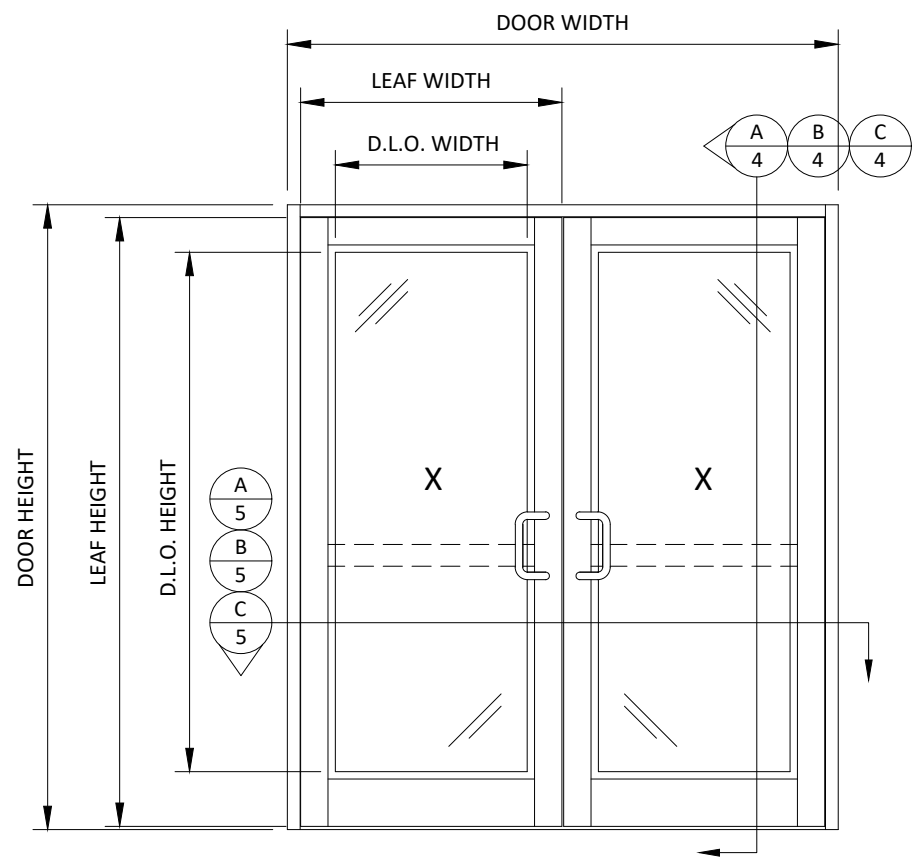 DOOR WIDTH
LEAF WIDTH
D.L.O. WIDTH
A B C
4 4 4
DOOR HEIGHT
LEAF HEIGHT
D.L.O. HEIGHT
X X
A
5
B
5
C
5